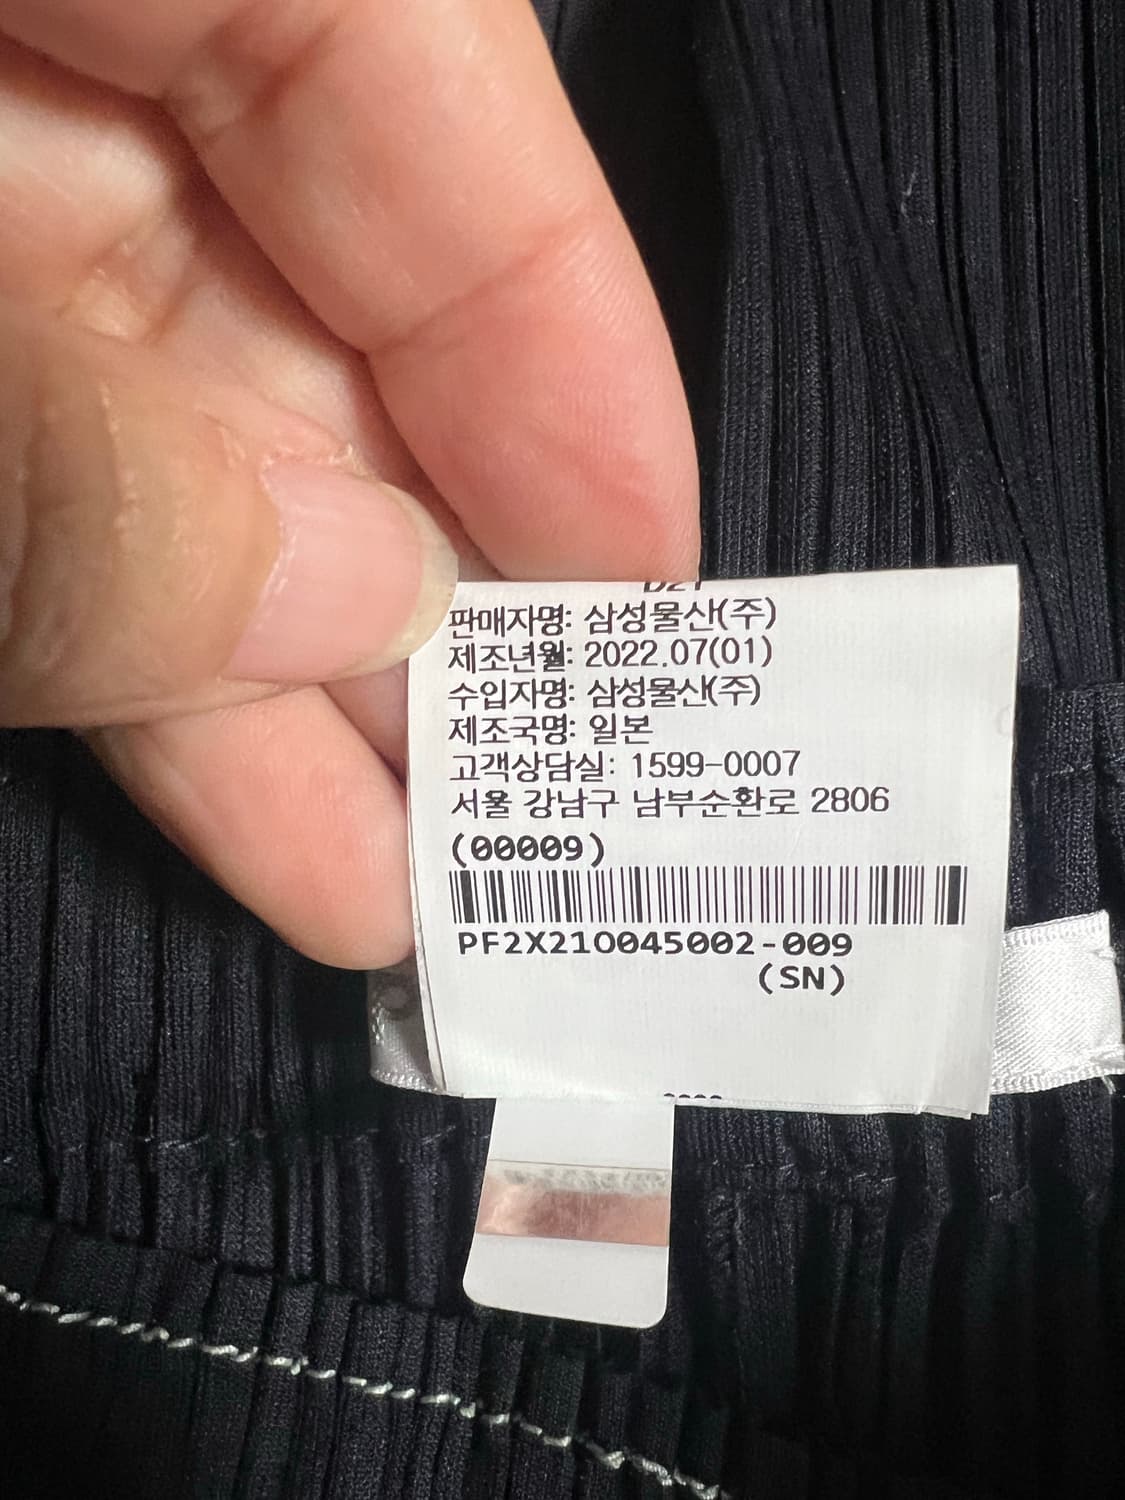 판매자명: 삼성물산(주)
제조년월: 2022.07(01)
수입자명: 삼성물산(주)
제조국명: 일본
고객상담실: 1599-0007
서울 강남구 남부순환로 2806
(00009)
PF2X21O045002-009
(SN)